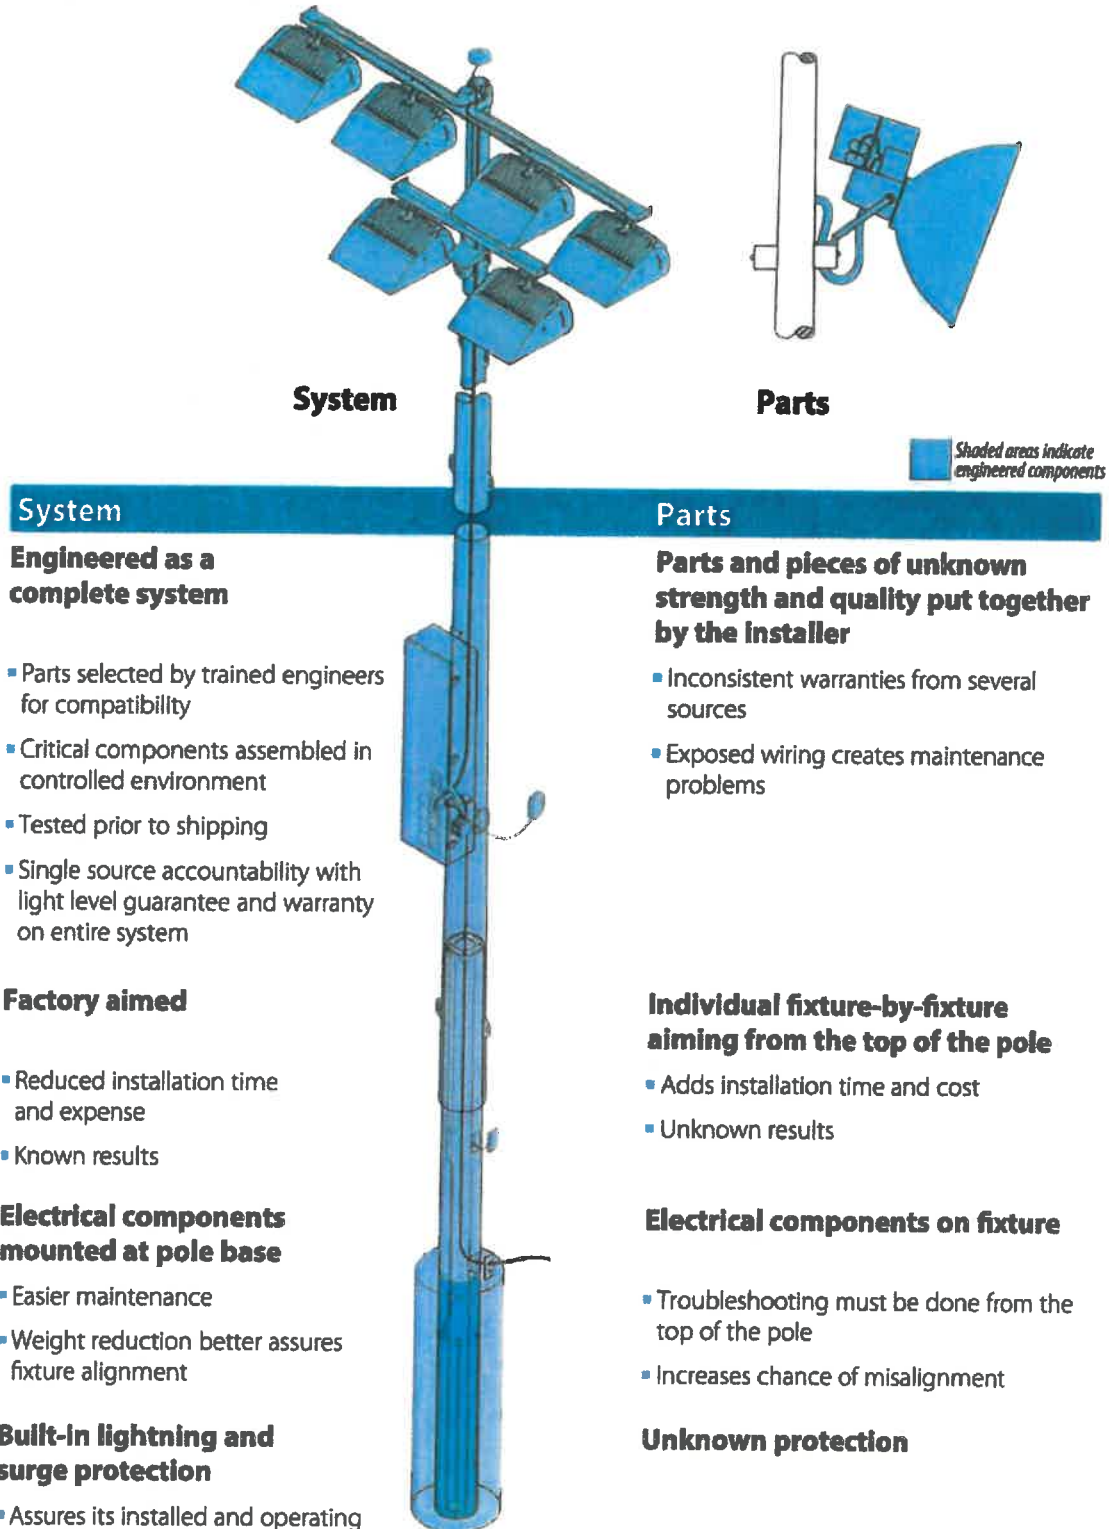 System
Parts
Shaded areas indicate
engineered components
System
Parts
Engineered as a
complete system
▪ Parts selected by trained engineers
for compatibility
▪ Critical components assembled in
controlled environment
▪ Tested prior to shipping
▪ Single source accountability with
light level guarantee and warranty
on entire system
Parts and pieces of unknown
strength and quality put together
by the installer
▪ Inconsistent warranties from several
sources
▪ Exposed wiring creates maintenance
problems
Factory aimed
▪ Reduced installation time
and expense
▪ Known results
Individual fixture-by-fixture
aiming from the top of the pole
▪ Adds installation time and cost
▪ Unknown results
Electrical components
mounted at pole base
▪ Easier maintenance
▪ Weight reduction better assures
fixture alignment
Electrical components on fixture
▪ Troubleshooting must be done from the
top of the pole
▪ Increases chance of misalignment
Built-in lightning and
surge protection
▪ Assures its installed and operating
Unknown protection